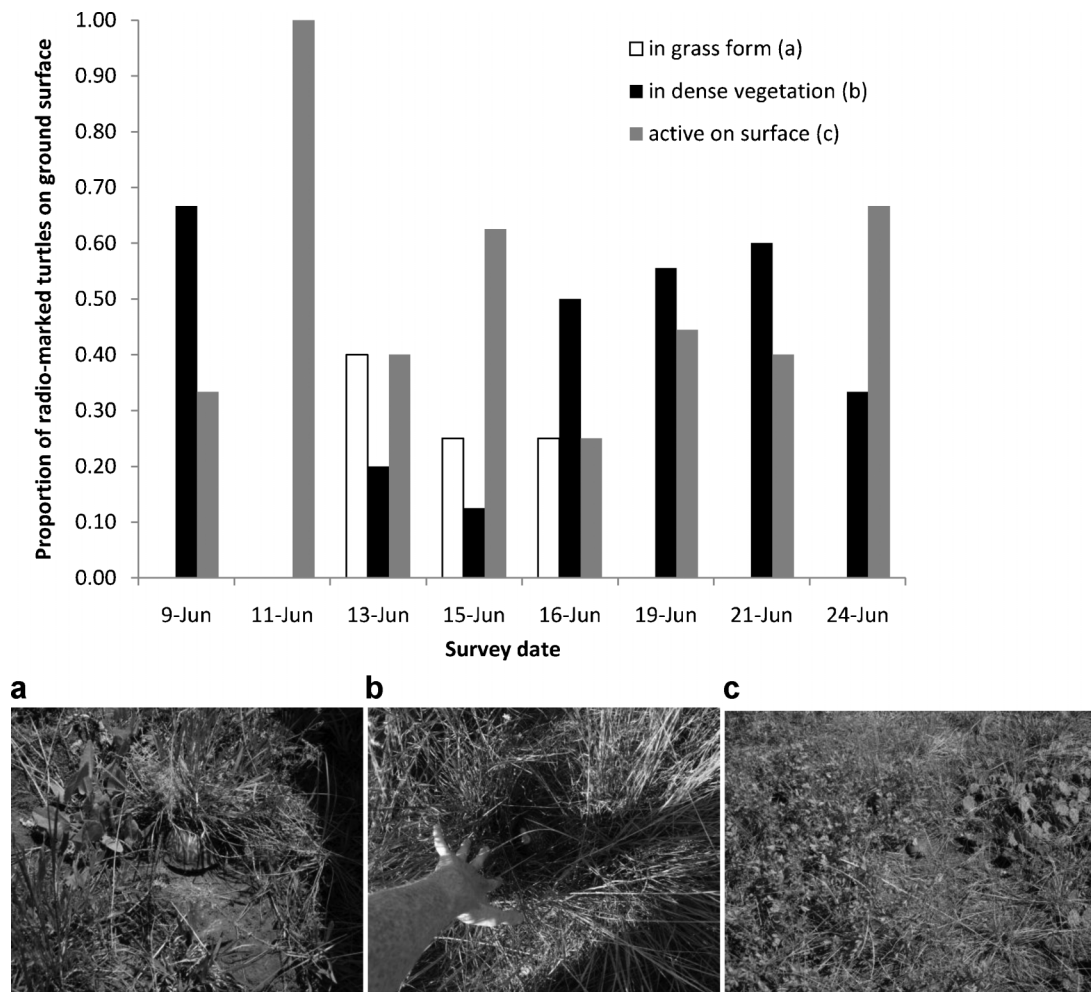 Proportion of radio-marked turtles on ground surface
1.00
0.90
0.80
0.70
0.60
0.50
0.40
0.30
0.20
0.10
0.00
in grass form (a)
in dense vegetation (b)
active on surface (c)
9-Jun 11-Jun 13-Jun 15-Jun 16-Jun 19-Jun 21-Jun 24-Jun
Survey date
a b c